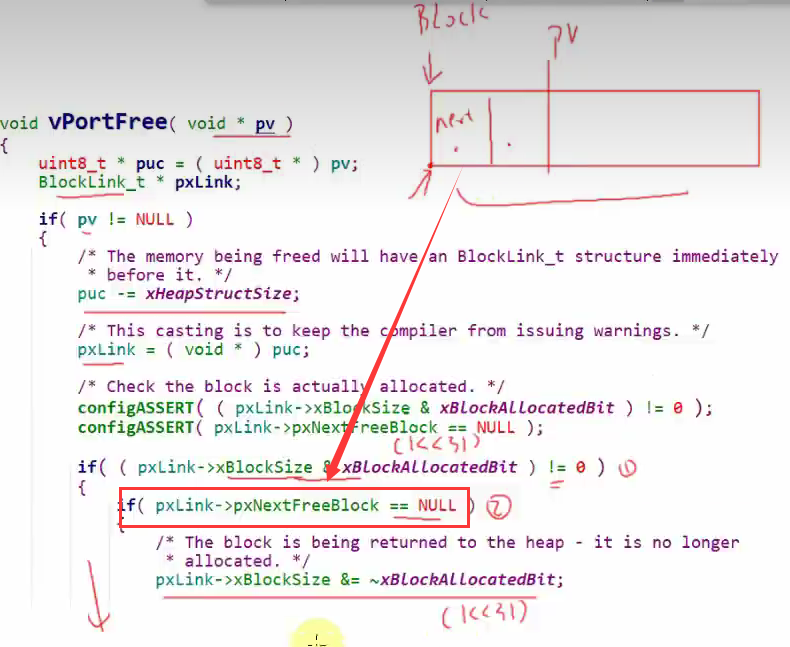 Block
pv
next
void vPortFree( void * pv )
{
uint8_t * puc = ( uint8_t * ) pv;
BlockLink_t * pxLink;
if( pv != NULL )
{
/* The memory being freed will have an BlockLink_t structure immediately
* before it. */
puc -= xHeapStructSize;
/* This casting is to keep the compiler from issuing warnings. */
pxLink = ( void * ) puc;
/* Check the block is actually allocated. */
configASSERT( ( pxLink->xBlockSize & xBlockAllocatedBit ) != 0 );
configASSERT( pxLink->pxNextFreeBlock == NULL );
(1<<31)
if( ( pxLink->xBlockSize & xBlockAllocatedBit ) != 0 ) ①
{
if( pxLink->pxNextFreeBlock == NULL ) ②
{
/* The block is being returned to the heap - it is no longer
* allocated. */
pxLink->xBlockSize &= ~xBlockAllocatedBit;
(1<<31)